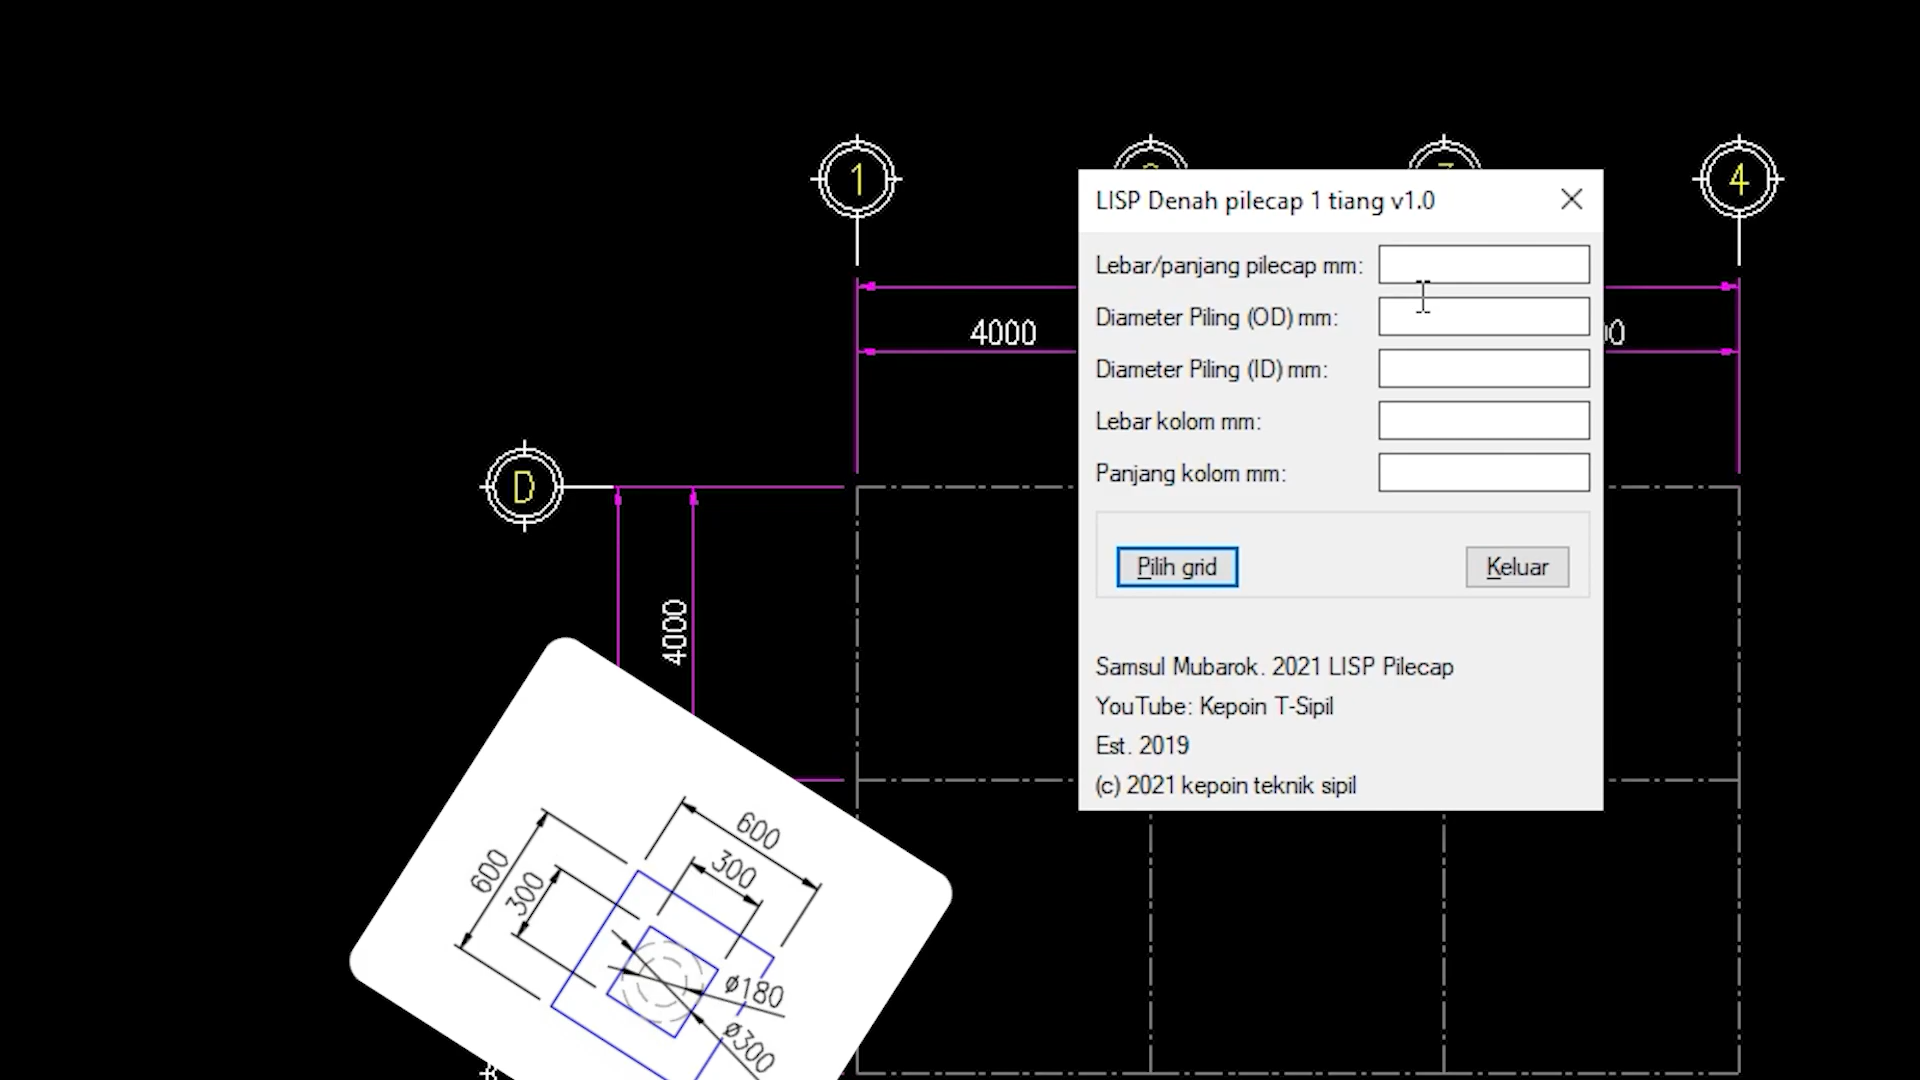 1
4
LISP Denah pilecap 1 tiang v1.0
Lebar/panjang pilecap mm:
Diameter Piling (OD) mm:
Diameter Piling (ID) mm:
Lebar kolom mm:
Panjang kolom mm:
Pilih grid
Keluar
Samsul Mubarok. 2021 LISP Pilecap
YouTube: Kepoin T-Sipil
Est. 2019
(c) 2021 kepoin teknik sipil
4000
D
4000
600
300
600
300
ø180
ø300